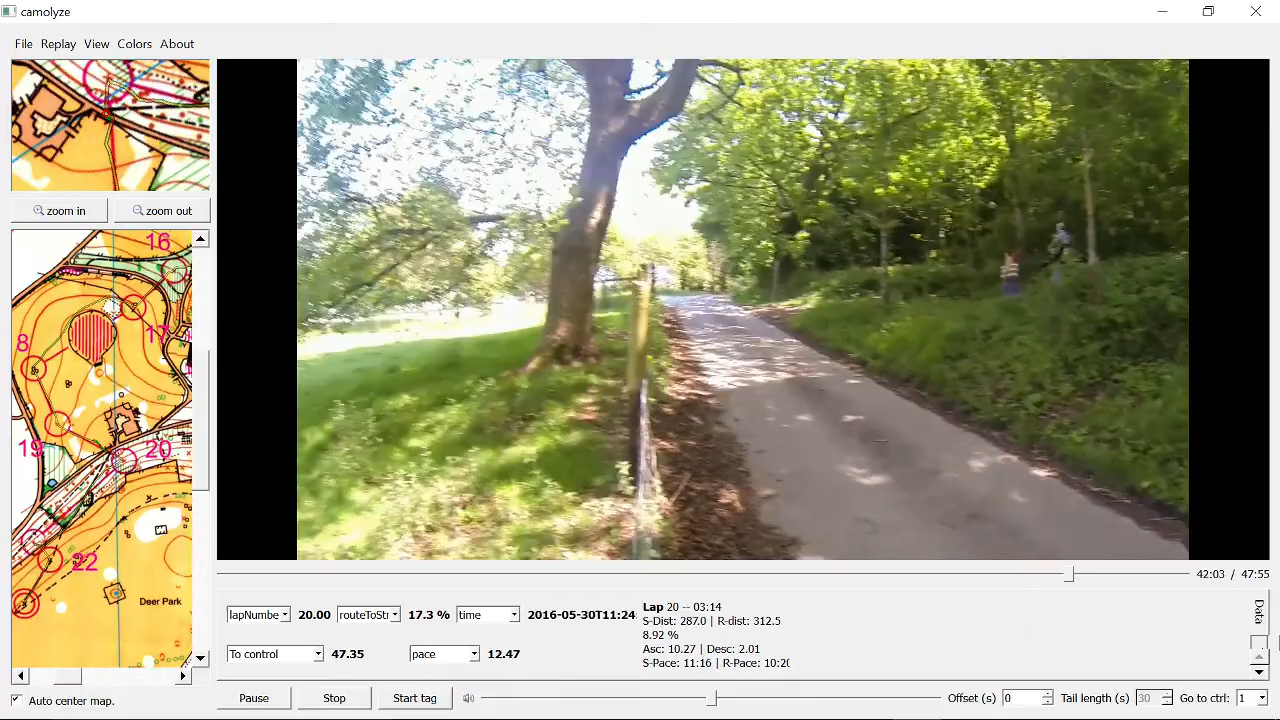 camolyze
File Replay View Colors About
zoom in zoom out
16
17
8
19
20
22
Deer Park
Auto center map.
42:03 / 47:55
lapNumbe 20.00 routeToStr 17.3 % time 2016-05-30T11:24:
To control 47.35 pace 12.47
Lap 20 -- 03:14
S-Dist: 287.0 | R-dist: 312.5
8.92 %
Asc: 10.27 | Desc: 2.01
S-Pace: 11:16 | R-Pace: 10:20
Data
Pause Stop Start tag Offset (s) 0 Tail length (s) 30 Go to ctrl: 1